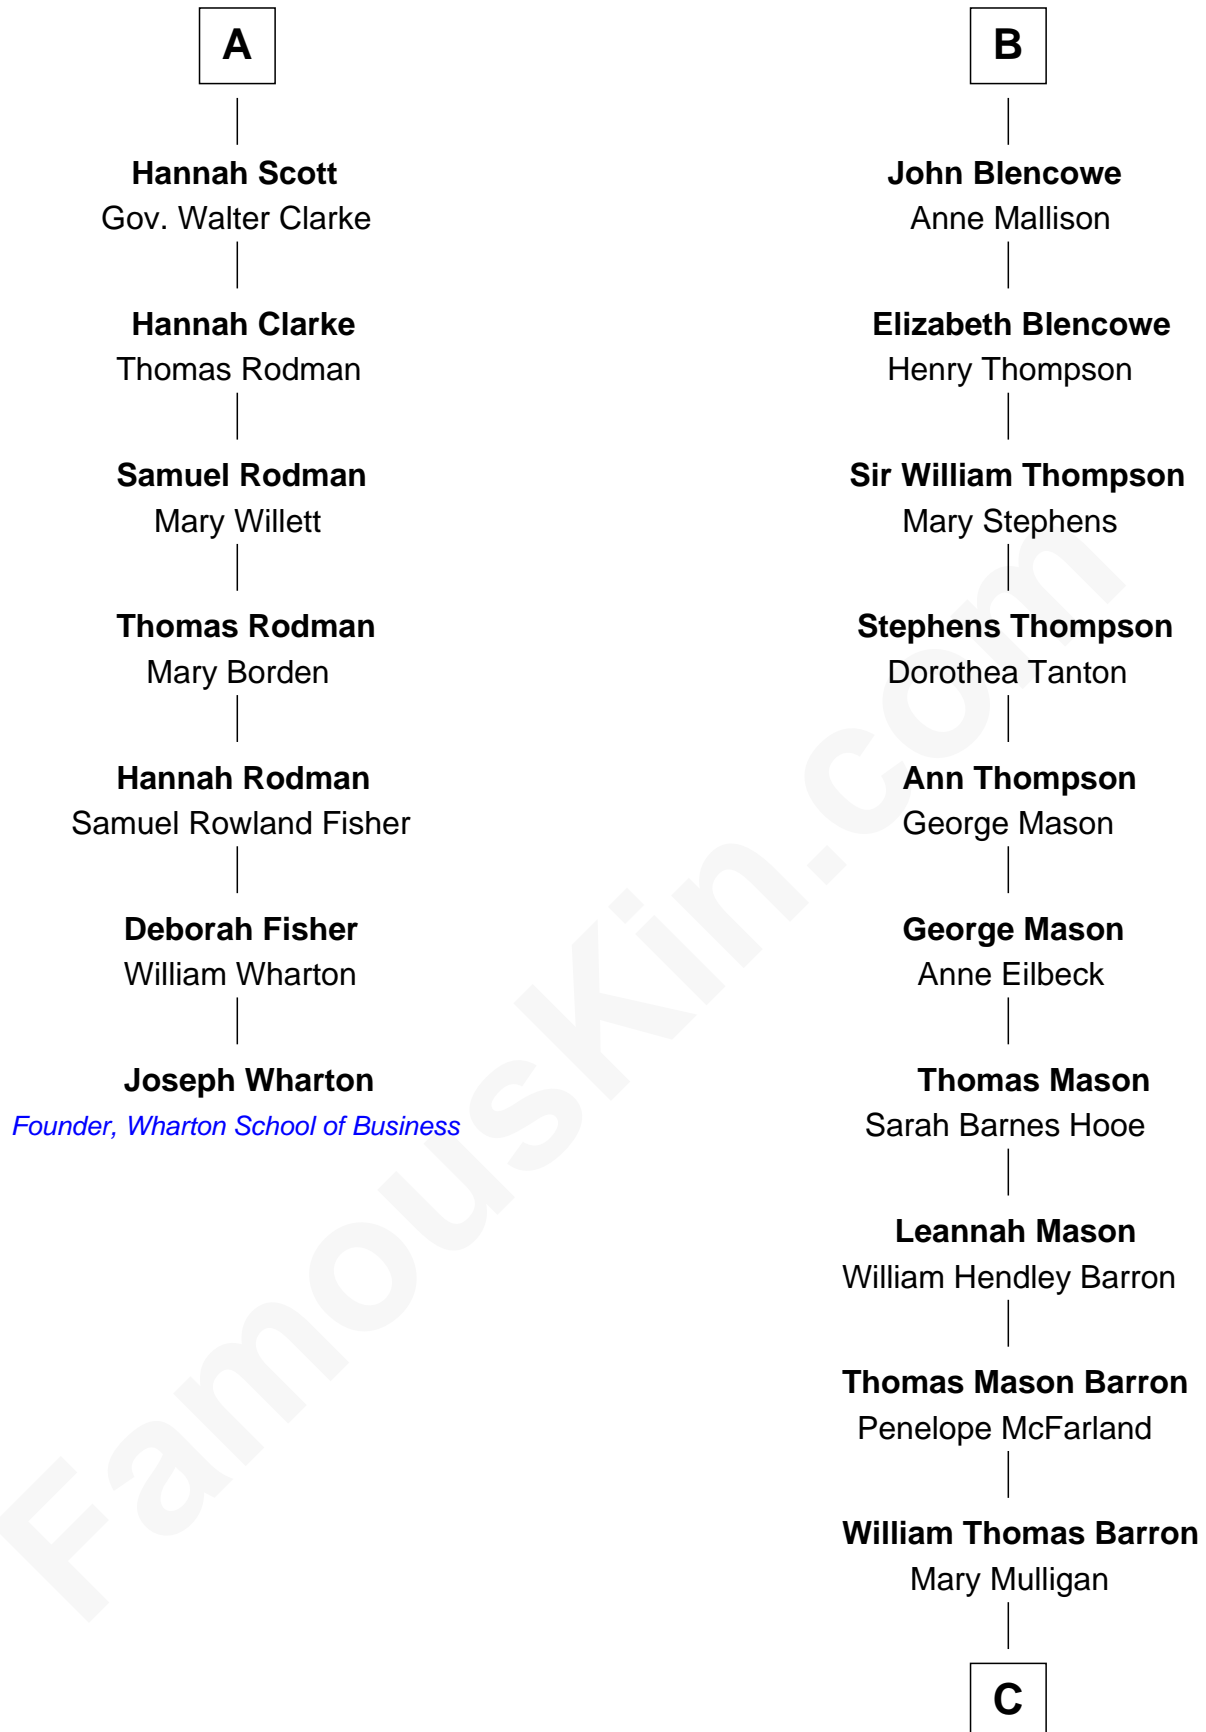 A
Hannah Scott
Gov. Walter Clarke
Hannah Clarke
Thomas Rodman
Samuel Rodman
Mary Willett
Thomas Rodman
Mary Borden
Hannah Rodman
Samuel Rowland Fisher
Deborah Fisher
William Wharton
Joseph Wharton
Founder, Wharton School of Business
B
John Blencowe
Anne Mallison
Elizabeth Blencowe
Henry Thompson
Sir William Thompson
Mary Stephens
Stephens Thompson
Dorothea Tanton
Ann Thompson
George Mason
George Mason
Anne Eilbeck
Thomas Mason
Sarah Barnes Hooe
Leannah Mason
William Hendley Barron
Thomas Mason Barron
Penelope McFarland
William Thomas Barron
Mary Mulligan
C
FamousKin.com